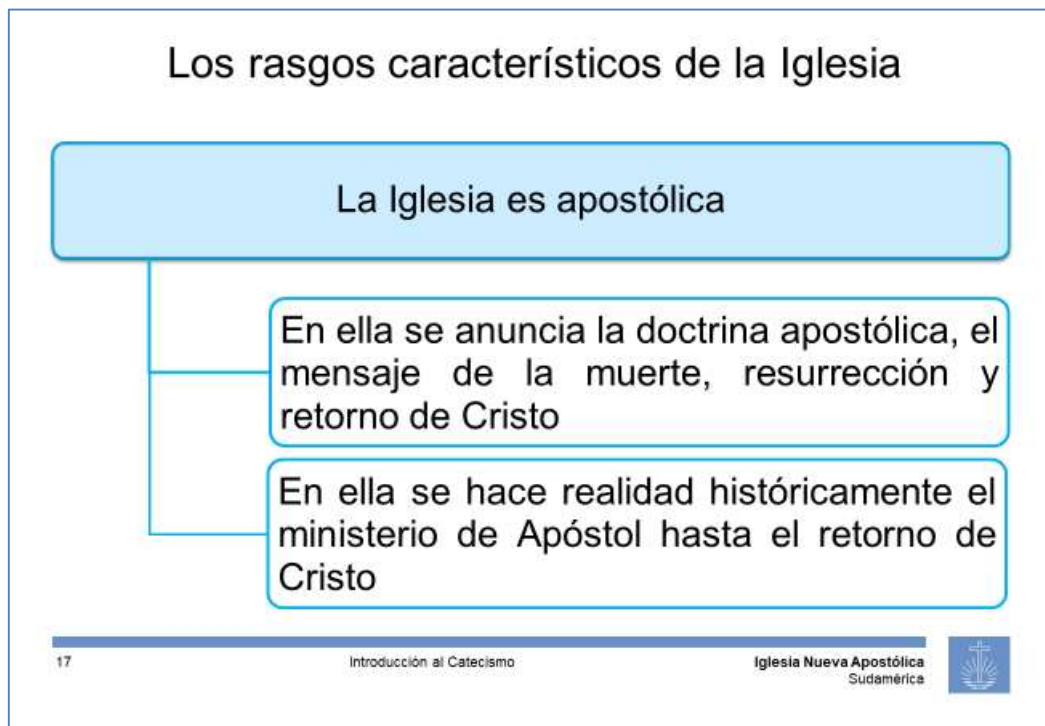 Los rasgos característicos de la Iglesia
La Iglesia es apostólica
En ella se anuncia la doctrina apostólica, el
mensaje de la muerte, resurrección y
retorno de Cristo
En ella se hace realidad históricamente el
ministerio de Apóstol hasta el retorno de
Cristo
17
Introducción al Catecismo
Iglesia Nueva Apostólica
Sudamérica